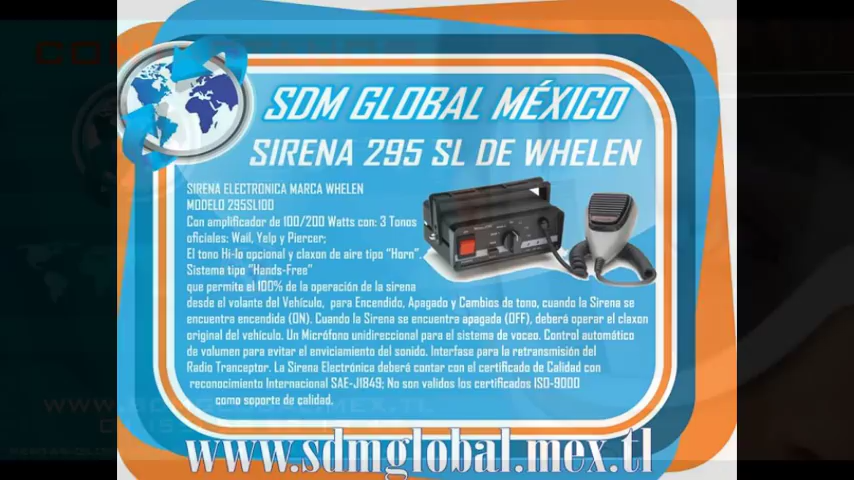 SDM GLOBAL MÉXICO
SIRENA 295 SL DE WHELEN
SIRENA ELECTRONICA MARCA WHELEN
MODELO 295SL100
Con amplificador de 100/200 Watts con: 3 Tonos
oficiales: Wail, Yelp y Piercer;
El tono Hi-lo opcional y claxon de aire tipo "Horn".
Sistema tipo "Hands-Free"
que permite el 100% de la operación de la sirena
desde el volante del Vehículo, para Encendido, Apagado y Cambios de tono, cuando la Sirena se
encuentra encendida (ON). Cuando la Sirena se encuentra apagada (OFF), deberá operar el claxon
original del vehículo. Un Micrófono unidireccional para el sistema de voceo. Control automático
de volumen para evitar el enviciamiento del sonido. Interfase para la retransmisión del
Radio Tranceptor. La Sirena Electrónica deberá contar con el certificado de Calidad con
reconocimiento Internacional SAE-J1849; No son validos los certificados ISO-9000
como soporte de calidad.
www.sdmglobal.mex.tl